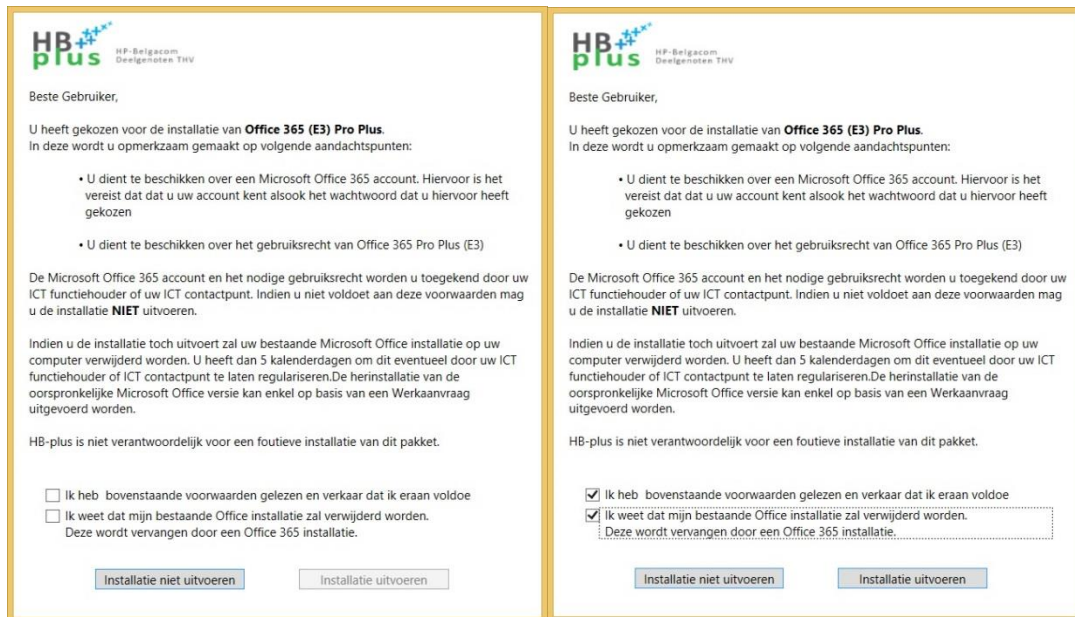 HB+
plus
HP-Belgacom
Deelgenoten THV
Beste Gebruiker,
U heeft gekozen voor de installatie van Office 365 (E3) Pro Plus.
In deze wordt u opmerkzaam gemaakt op volgende aandachtspunten:
• U dient te beschikken over een Microsoft Office 365 account. Hiervoor is het
vereist dat dat u uw account kent alsook het wachtwoord dat u hiervoor heeft
gekozen
• U dient te beschikken over het gebruiksrecht van Office 365 Pro Plus (E3)
De Microsoft Office 365 account en het nodige gebruiksrecht worden u toegekend door uw
ICT functiehouder of uw ICT contactpunt. Indien u niet voldoet aan deze voorwaarden mag
u de installatie NIET uitvoeren.
Indien u de installatie toch uitvoert zal uw bestaande Microsoft Office installatie op uw
computer verwijderd worden. U heeft dan 5 kalenderdagen om dit eventueel door uw ICT
functiehouder of ICT contactpunt te laten regulariseren.De herinstallatie van de
oorspronkelijke Microsoft Office versie kan enkel op basis van een Werkaanvraag
uitgevoerd worden.
HB-plus is niet verantwoordelijk voor een foutieve installatie van dit pakket.
Ik heb bovenstaande voorwaarden gelezen en verkaar dat ik eraan voldoe
Ik weet dat mijn bestaande Office installatie zal verwijderd worden.
Deze wordt vervangen door een Office 365 installatie.
Installatie niet uitvoeren
Installatie uitvoeren
HB+
plus
HP-Belgacom
Deelgenoten THV
Beste Gebruiker,
U heeft gekozen voor de installatie van Office 365 (E3) Pro Plus.
In deze wordt u opmerkzaam gemaakt op volgende aandachtspunten:
• U dient te beschikken over een Microsoft Office 365 account. Hiervoor is het
vereist dat dat u uw account kent alsook het wachtwoord dat u hiervoor heeft
gekozen
• U dient te beschikken over het gebruiksrecht van Office 365 Pro Plus (E3)
De Microsoft Office 365 account en het nodige gebruiksrecht worden u toegekend door uw
ICT functiehouder of uw ICT contactpunt. Indien u niet voldoet aan deze voorwaarden mag
u de installatie NIET uitvoeren.
Indien u de installatie toch uitvoert zal uw bestaande Microsoft Office installatie op uw
computer verwijderd worden. U heeft dan 5 kalenderdagen om dit eventueel door uw ICT
functiehouder of ICT contactpunt te laten regulariseren.De herinstallatie van de
oorspronkelijke Microsoft Office versie kan enkel op basis van een Werkaanvraag
uitgevoerd worden.
HB-plus is niet verantwoordelijk voor een foutieve installatie van dit pakket.
Ik heb bovenstaande voorwaarden gelezen en verkaar dat ik eraan voldoe
Ik weet dat mijn bestaande Office installatie zal verwijderd worden.
Deze wordt vervangen door een Office 365 installatie.
Installatie niet uitvoeren
Installatie uitvoeren